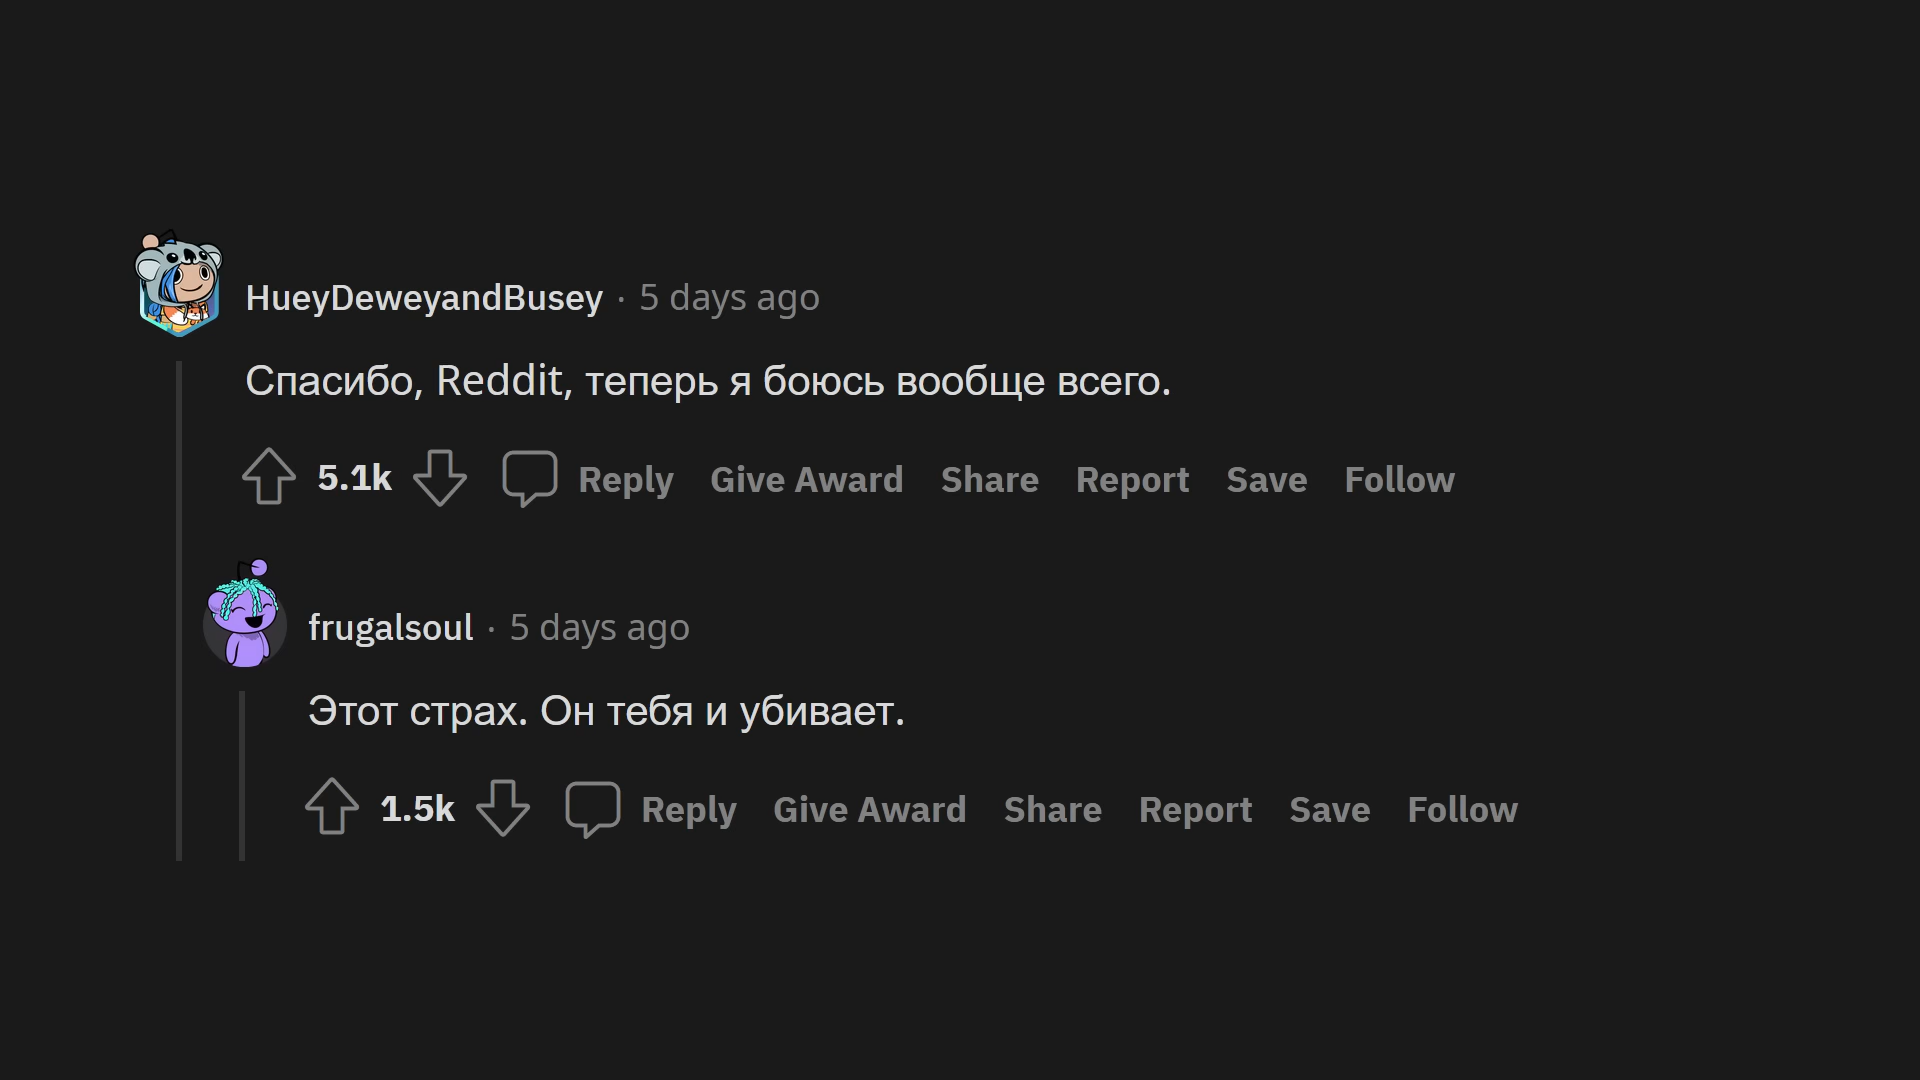 HueyDeweyandBusey · 5 days ago
Спасибо, Reddit, теперь я боюсь вообще всего.
5.1k Reply Give Award Share Report Save Follow
frugalsoul · 5 days ago
Этот страх. Он тебя и убивает.
1.5k Reply Give Award Share Report Save Follow